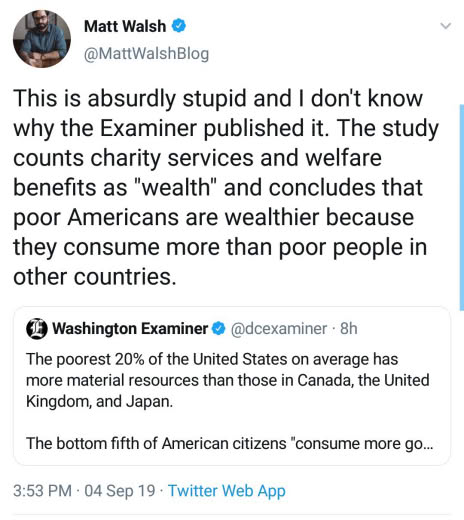 Matt Walsh
@MattWalshBlog
This is absurdly stupid and I don't know
why the Examiner published it. The study
counts charity services and welfare
benefits as "wealth" and concludes that
poor Americans are wealthier because
they consume more than poor people in
other countries.
Washington Examiner @dcexaminer · 8h
The poorest 20% of the United States on average has
more material resources than those in Canada, the United
Kingdom, and Japan.
The bottom fifth of American citizens "consume more go...
3:53 PM · 04 Sep 19 · Twitter Web App